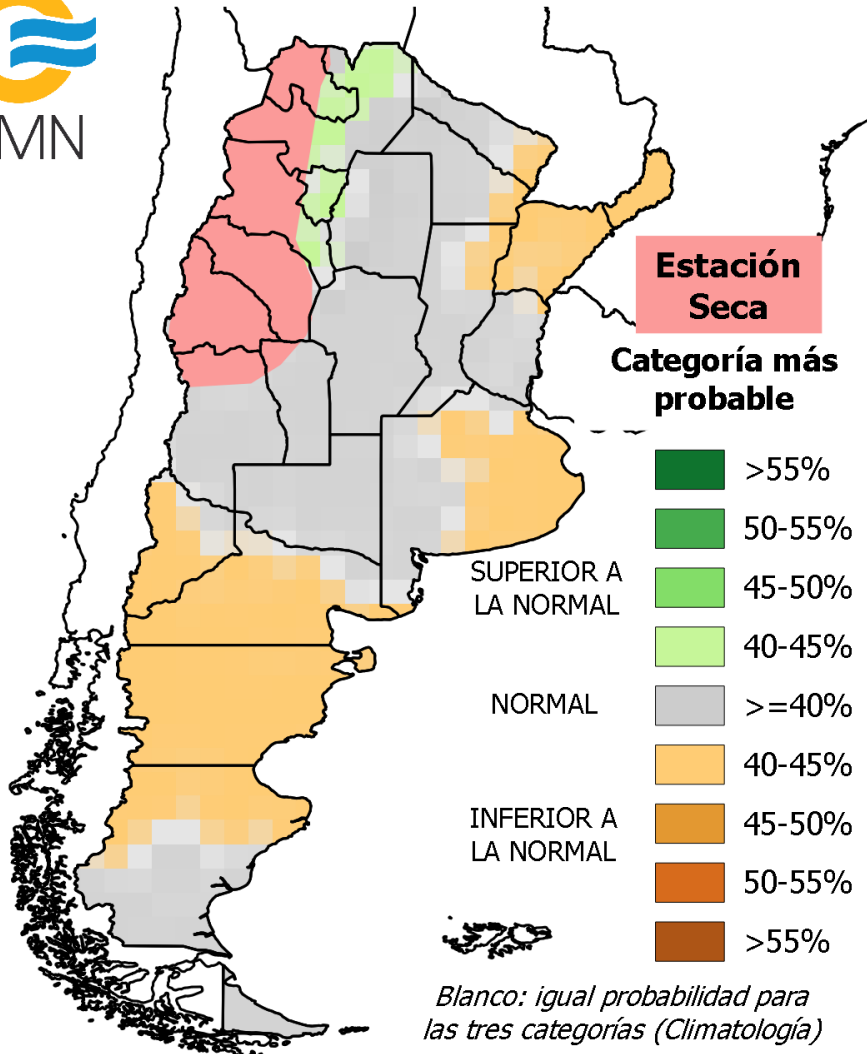 MN
Estación
Seca
Categoría más
probable
>55%
50-55%
SUPERIOR A
LA NORMAL
45-50%
40-45%
NORMAL
>=40%
40-45%
INFERIOR A
LA NORMAL
45-50%
50-55%
>55%
Blanco: igual probabilidad para
las tres categorías (Climatología)